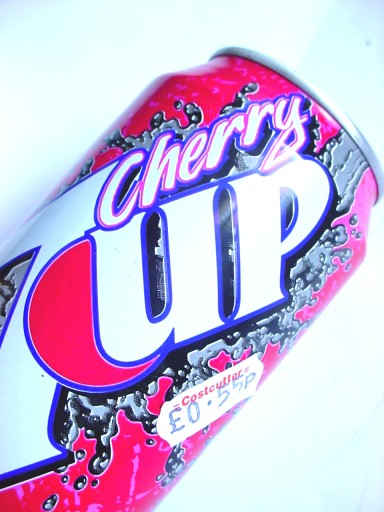 Cherry
7up
=Costcutter=
£0.55p